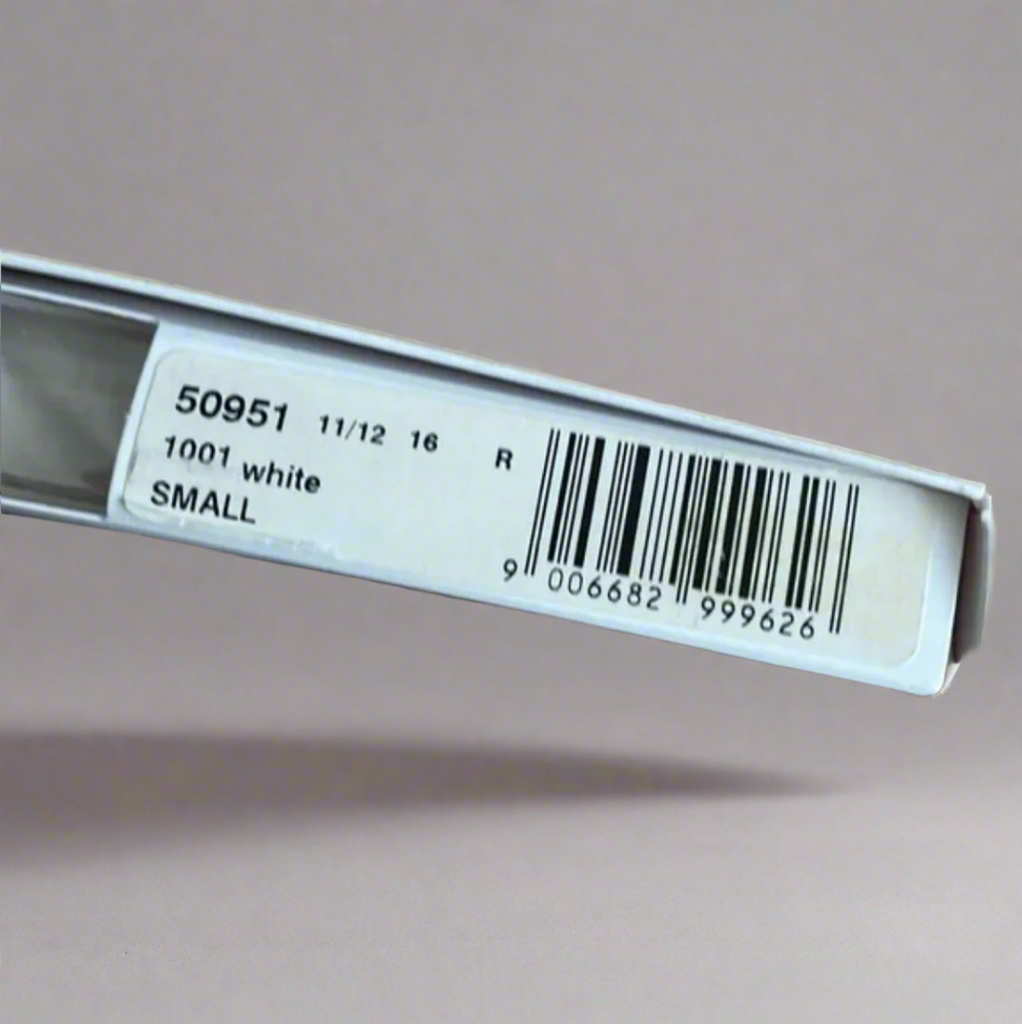 50951 11/12 16 R
1001 white
SMALL
9 006682 999626